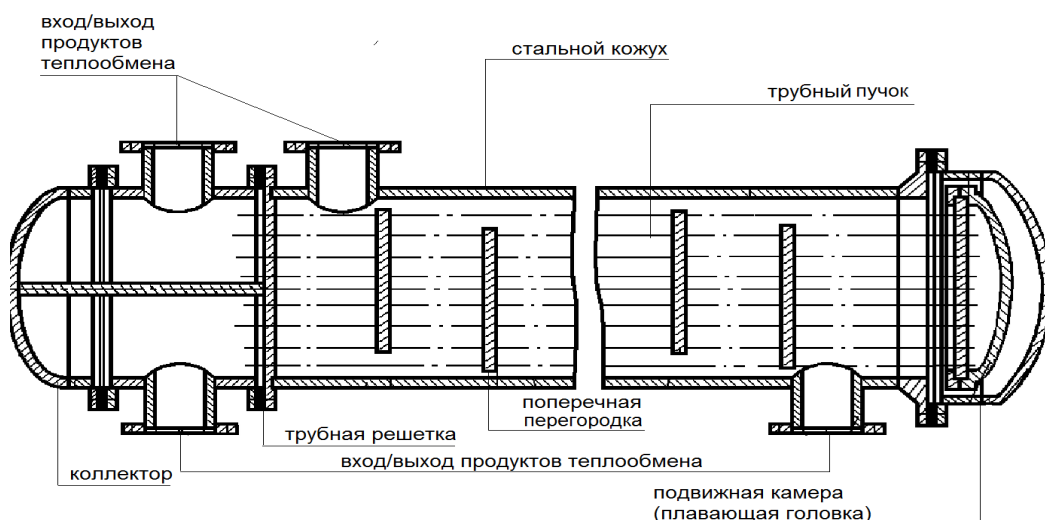 вход/выход
продуктов
теплообмена
стальной кожух
трубный пучок
поперечная
перегородка
трубная решетка
вход/выход продуктов теплообмена
коллектор
подвижная камера
(плавающая головка)